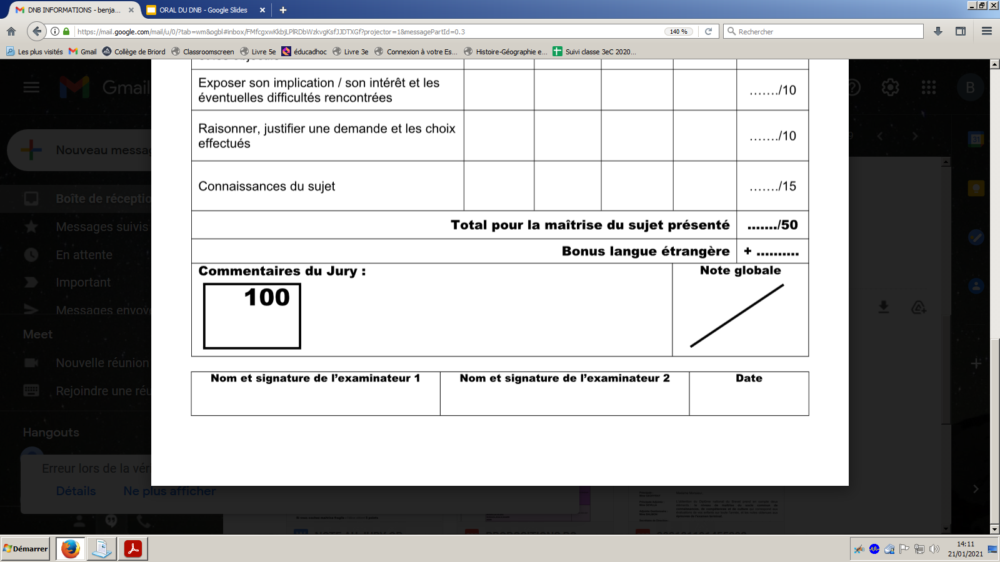 DNB INFORMATIONS - benja...
ORAL DU DNB - Google Slides
https://mail.google.com/mail/u/0/?tab=wm&ogbl#inbox/FMfcgxwKkbjLPlRDbWzkvgKsfJJDTXGf?projector=1&messagePartId=0.3
140 %
Rechercher
Les plus visités
Gmail
Collège de Briord
Classroomscreen
Livre 5e
éducadhoc
Livre 3e
Connexion à votre Es...
Histoire-Géographie e...
Suivi classe 3eC 2020...
Gmail
B
Exposer son implication / son intérêt et les
éventuelles difficultés rencontrées
……./10
Raisonner, justifier une demande et les choix
effectués
……./10
Connaissances du sujet
……./15
Total pour la maîtrise du sujet présenté
......./50
Bonus langue étrangère
+ ..........
Commentaires du Jury :
Note globale
100
Nom et signature de l’examinateur 1
Nom et signature de l’examinateur 2
Date
Nouveau messa
Boîte de réceptio
Messages suivis
En attente
Important
Messages envoy
Meet
Nouvelle réunion
Rejoindre une réu
Hangouts
Erreur lors de la vér
Détails
Ne plus afficher
31
Démarrer
14:11
21/01/2021